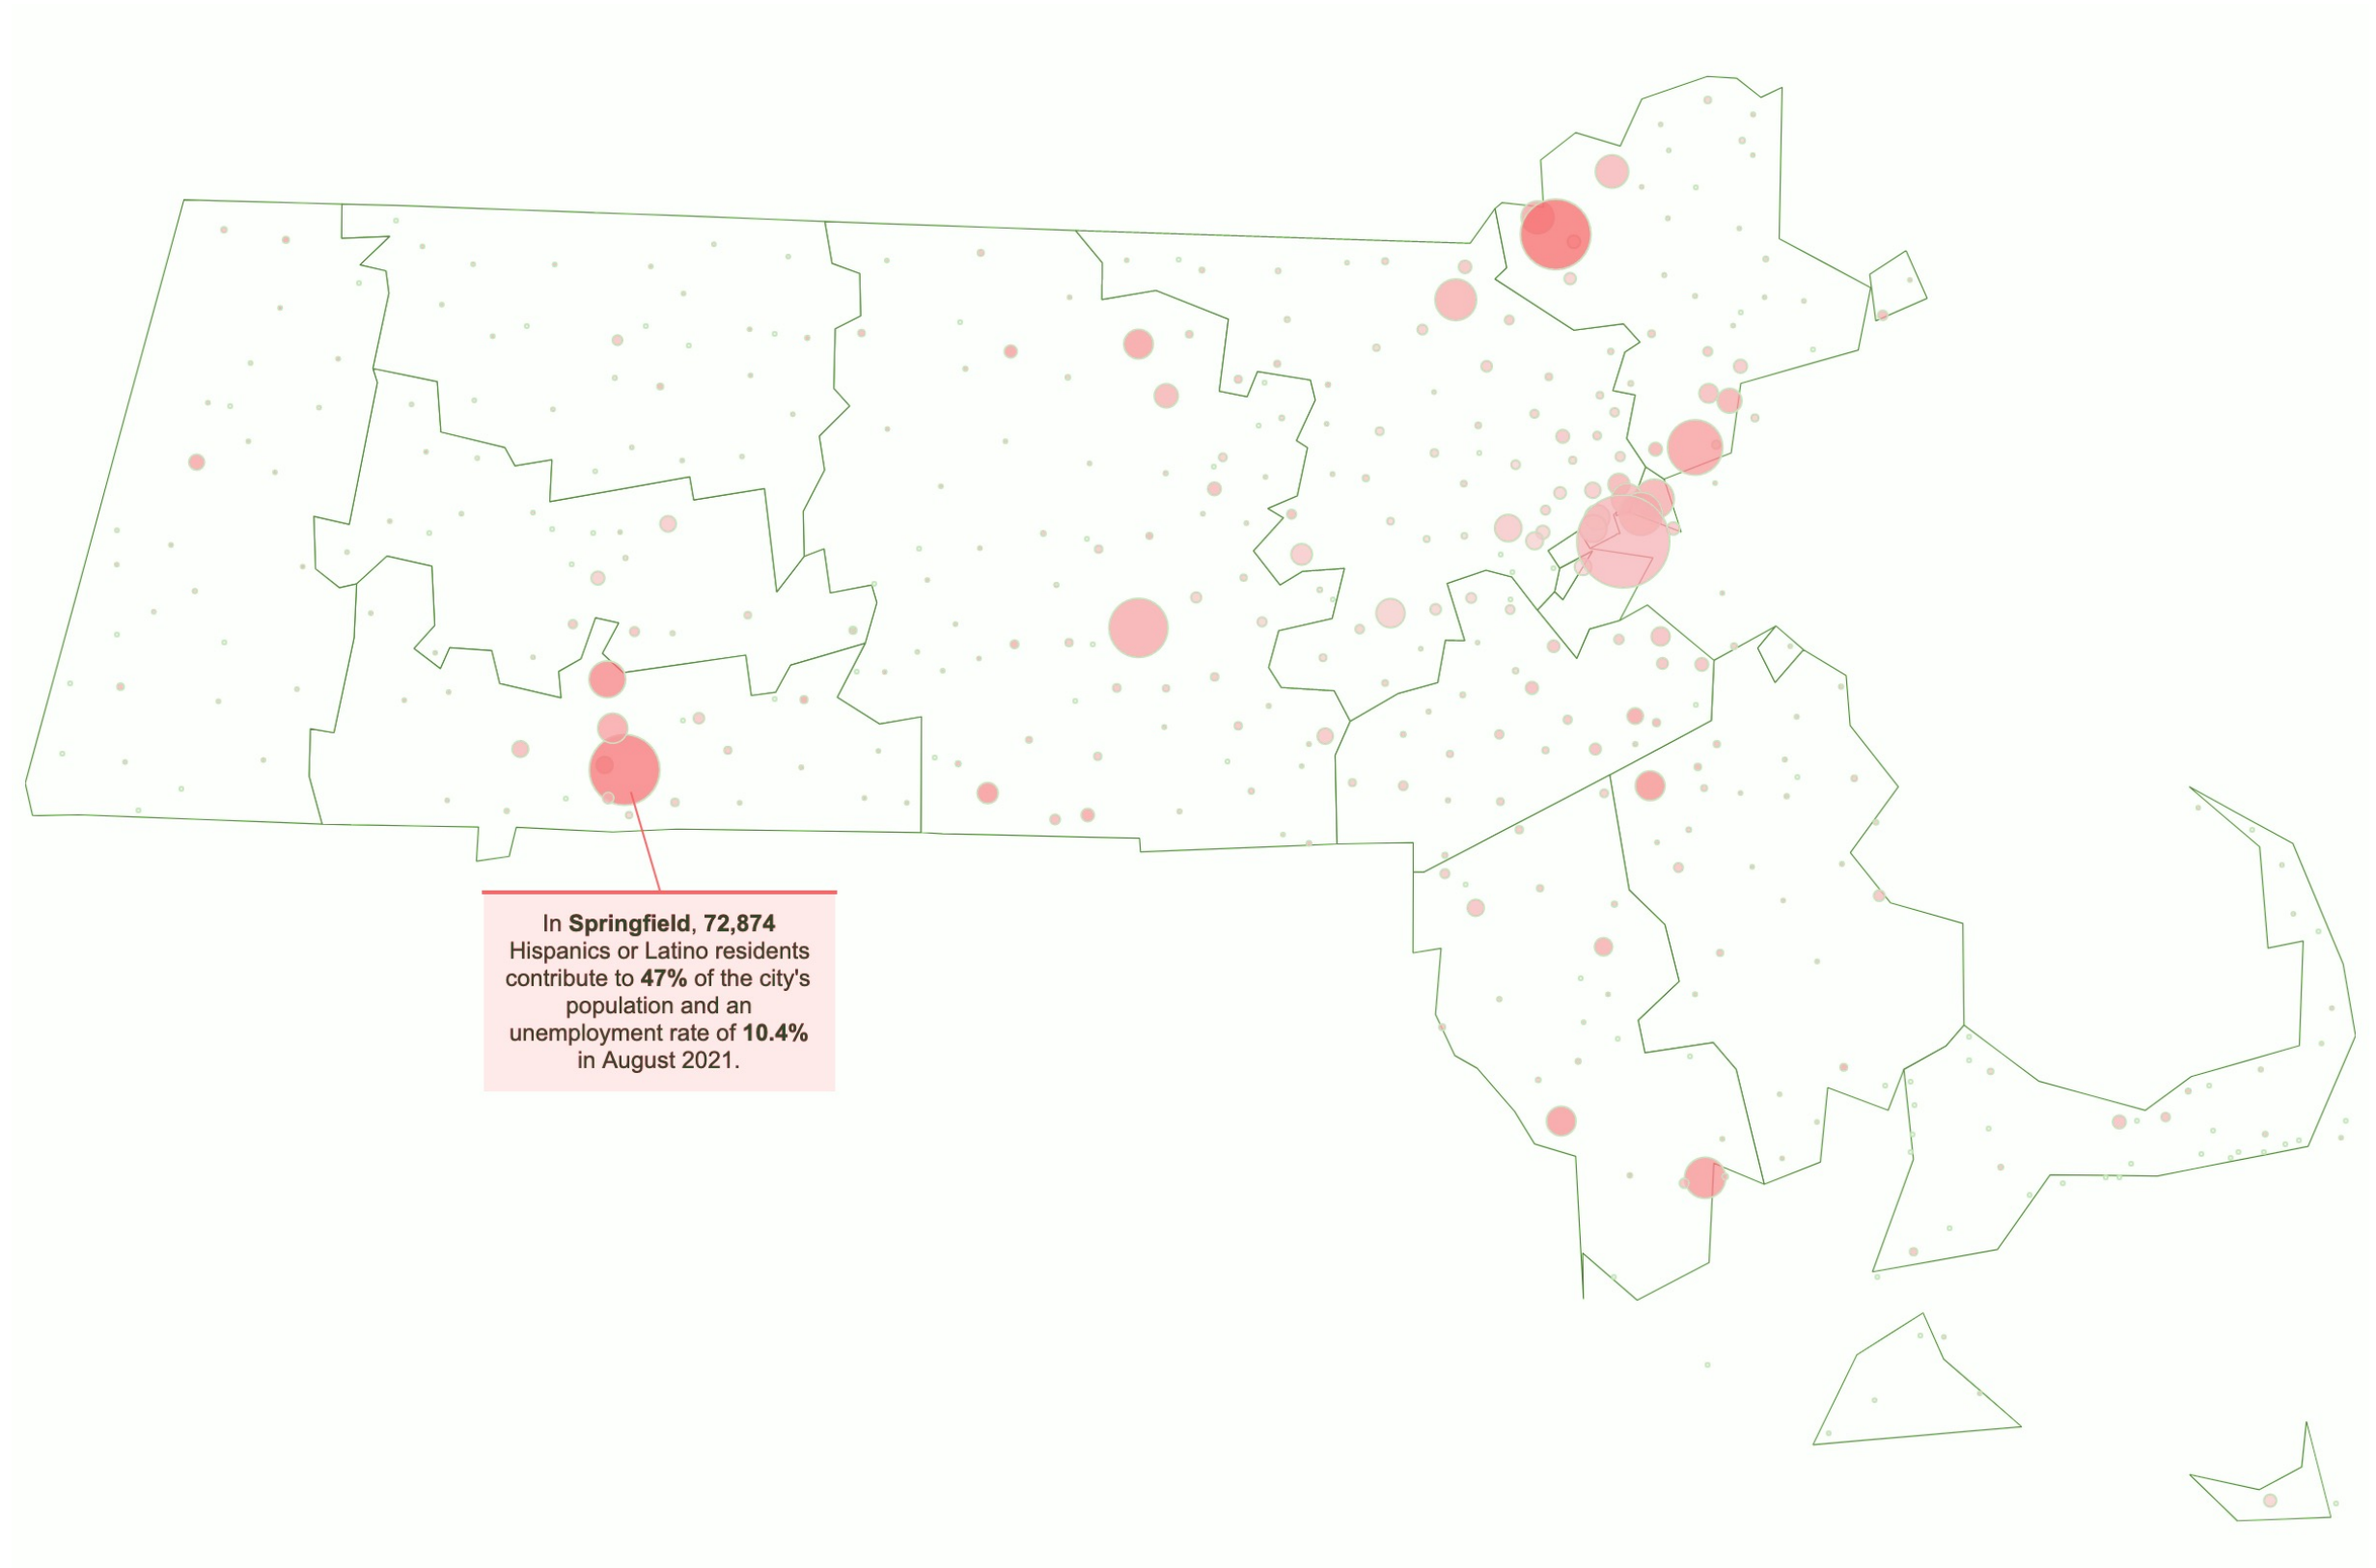 In Springfield, 72,874
Hispanics or Latino residents
contribute to 47% of the city's
population and an
unemployment rate of 10.4%
in August 2021.